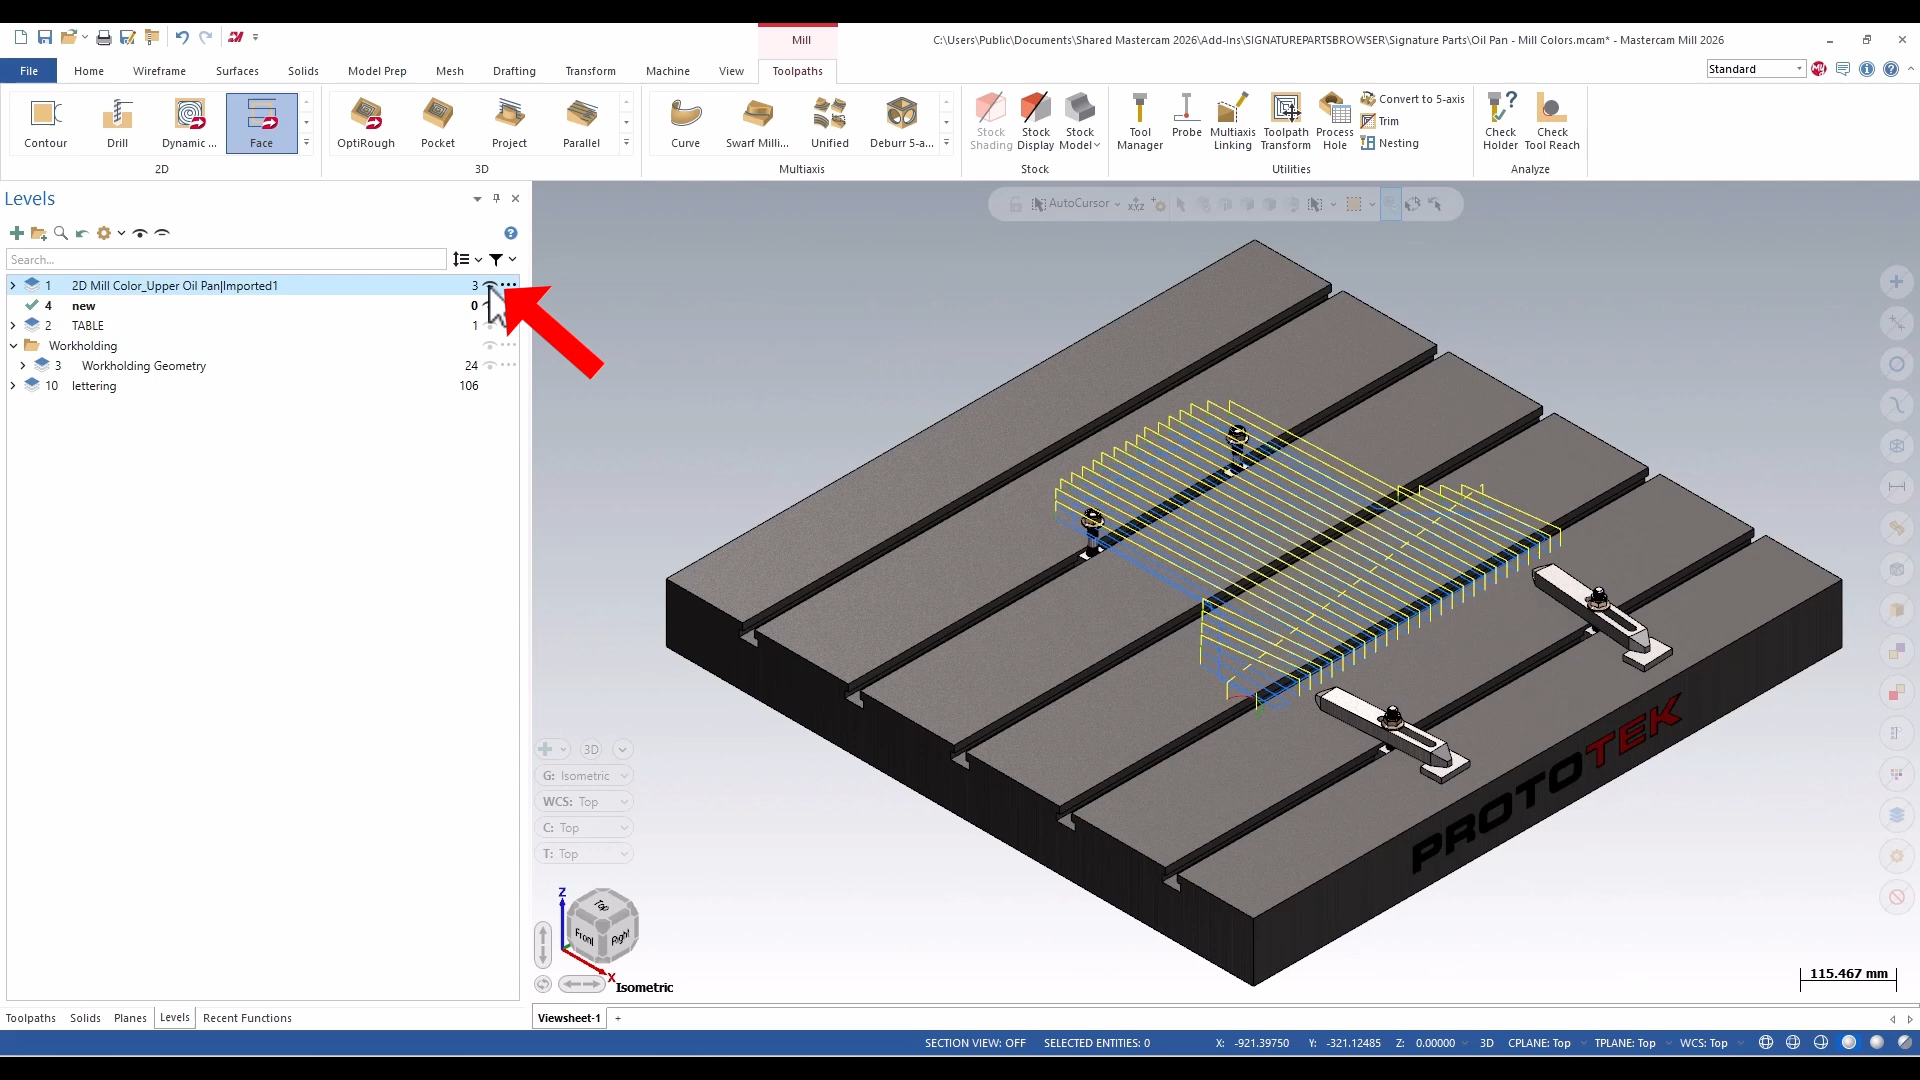 Mill
C:\Users\Public\Documents\Shared Mastercam 2026\Add-Ins\SIGNATUREPARTSBROWSER\Signature Parts\Oil Pan - Mill Colors.mcam* - Mastercam Mill 2026
File Home Wireframe Surfaces Solids Model Prep Mesh Drafting Transform Machine View Toolpaths
Standard
Contour Drill Dynamic ... Face
2D
OptiRough Pocket Project Parallel
3D
Curve Swarf Milli... Unified Deburr 5-a...
Multiaxis
Stock Shading Stock Display Stock Model
Stock
Tool Manager Probe Multiaxis Linking Toolpath Transform Process Hole
Convert to 5-axis
Trim
Nesting
Utilities
Check Holder Check Tool Reach
Analyze
Levels
Search...
1 2D Mill Color_Upper Oil Pan|Imported1 3
4 new 0
2 TABLE 1
Workholding
3 Workholding Geometry 24
10 lettering 106
AutoCursor
XYZ
PROTOTEK
3D
G: Isometric
WCS: Top
C: Top
T: Top
Z
Top
Front Right
X
Isometric
115.467 mm
Toolpaths Solids Planes Levels Recent Functions
Viewsheet-1 +
SECTION VIEW: OFF SELECTED ENTITIES: 0 X: -921.39750 Y: -321.12485 Z: 0.00000 3D CPLANE: Top TPLANE: Top WCS: Top